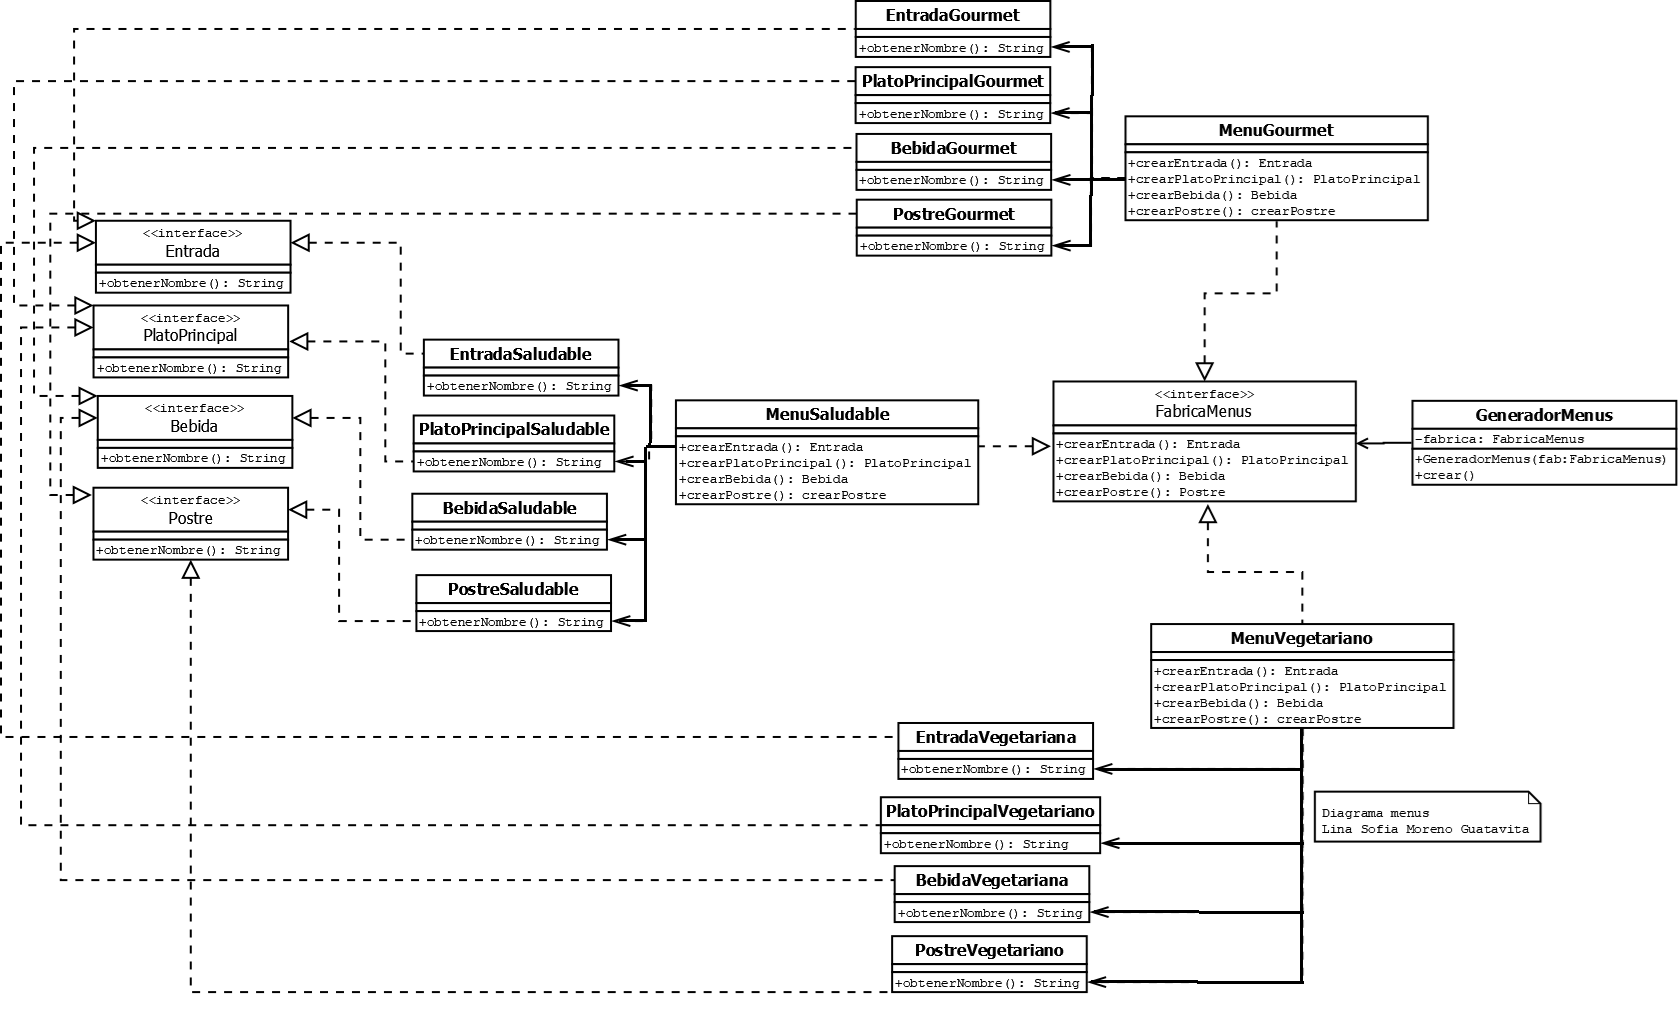 EntradaGourmet
+obtenerNombre(): String
PlatoPrincipalGourmet
+obtenerNombre(): String
BebidaGourmet
+obtenerNombre(): String
PostreGourmet
+obtenerNombre(): String
MenuGourmet
+crearEntrada(): Entrada
+crearPlatoPrincipal(): PlatoPrincipal
+crearBebida(): Bebida
+crearPostre(): crearPostre
<<interface>>
Entrada
+obtenerNombre(): String
<<interface>>
PlatoPrincipal
+obtenerNombre(): String
<<interface>>
Bebida
+obtenerNombre(): String
<<interface>>
Postre
+obtenerNombre(): String
EntradaSaludable
+obtenerNombre(): String
PlatoPrincipalSaludable
+obtenerNombre(): String
BebidaSaludable
+obtenerNombre(): String
PostreSaludable
+obtenerNombre(): String
MenuSaludable
+crearEntrada(): Entrada
+crearPlatoPrincipal(): PlatoPrincipal
+crearBebida(): Bebida
+crearPostre(): crearPostre
<<interface>>
FabricaMenus
+crearEntrada(): Entrada
+crearPlatoPrincipal(): PlatoPrincipal
+crearBebida(): Bebida
+crearPostre(): Postre
GeneradorMenus
-fabrica: FabricaMenus
+GeneradorMenus(fab:FabricaMenus)
+crear()
MenuVegetariano
+crearEntrada(): Entrada
+crearPlatoPrincipal(): PlatoPrincipal
+crearBebida(): Bebida
+crearPostre(): crearPostre
EntradaVegetariana
+obtenerNombre(): String
PlatoPrincipalVegetariano
+obtenerNombre(): String
BebidaVegetariana
+obtenerNombre(): String
PostreVegetariano
+obtenerNombre(): String
Diagrama menus
Lina Sofia Moreno Guatavita